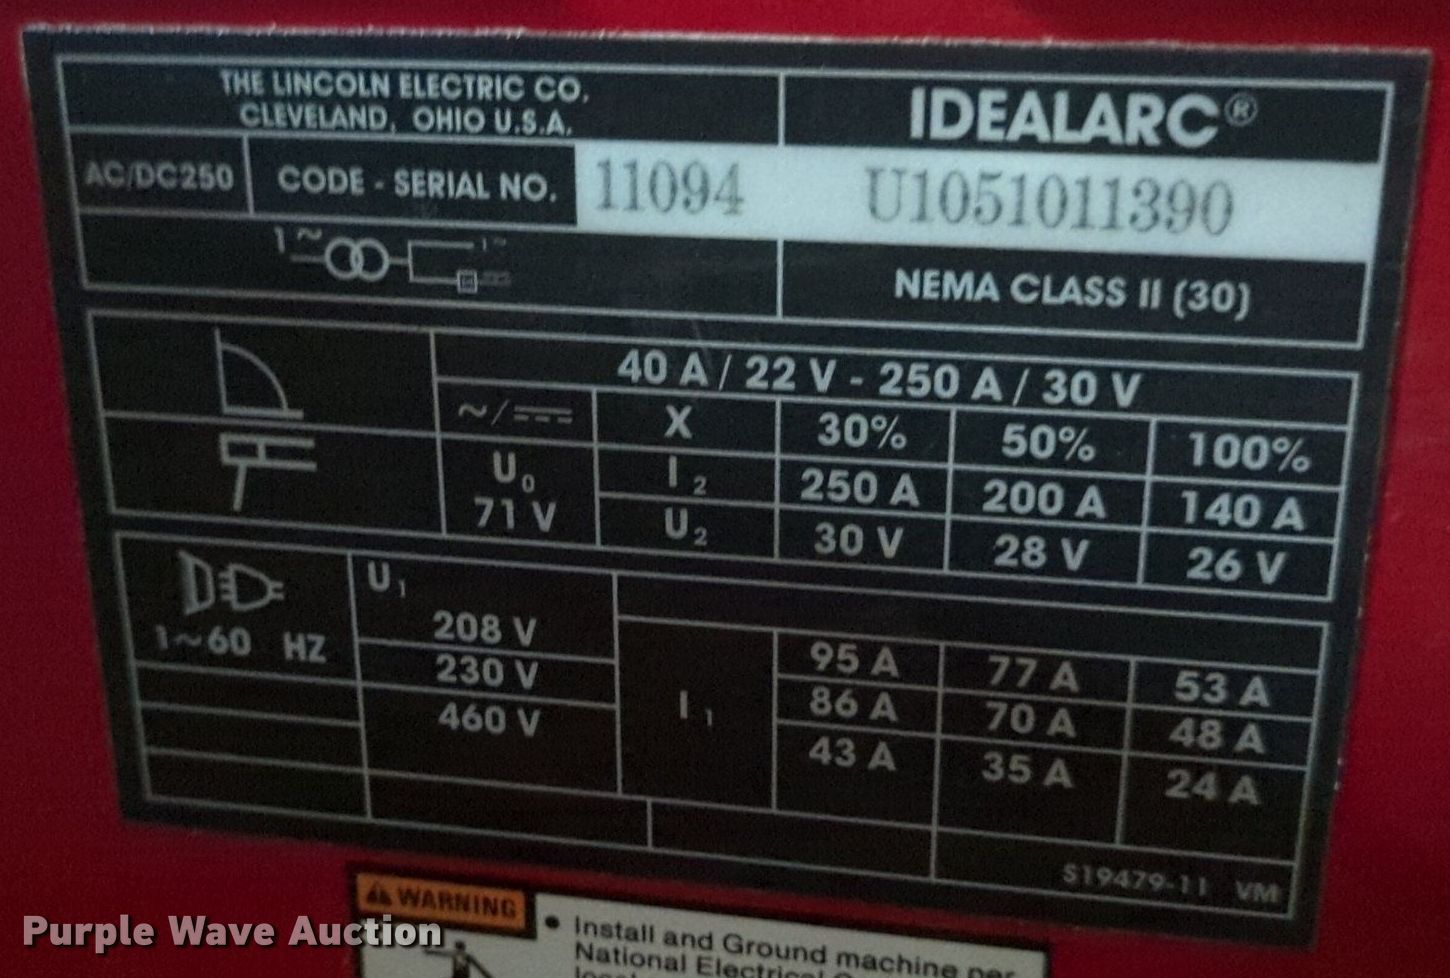 THE LINCOLN ELECTRIC CO.
CLEVELAND, OHIO U.S.A.
IDEALARC®
AC/DC250 CODE - SERIAL NO. 11094 U1051011390
1~ 1~
NEMA CLASS II (30)
40 A / 22 V - 250 A / 30 V
~/⎓ X 30% 50% 100%
U0 I2 250 A 200 A 140 A
71 V U2 30 V 28 V 26 V
U1
1~60 HZ 208 V 95 A 77 A 53 A
230 V I1 86 A 70 A 48 A
460 V 43 A 35 A 24 A
S19479-11 VM
WARNING
• Install and Ground machine per
National Electrical
Purple Wave Auction